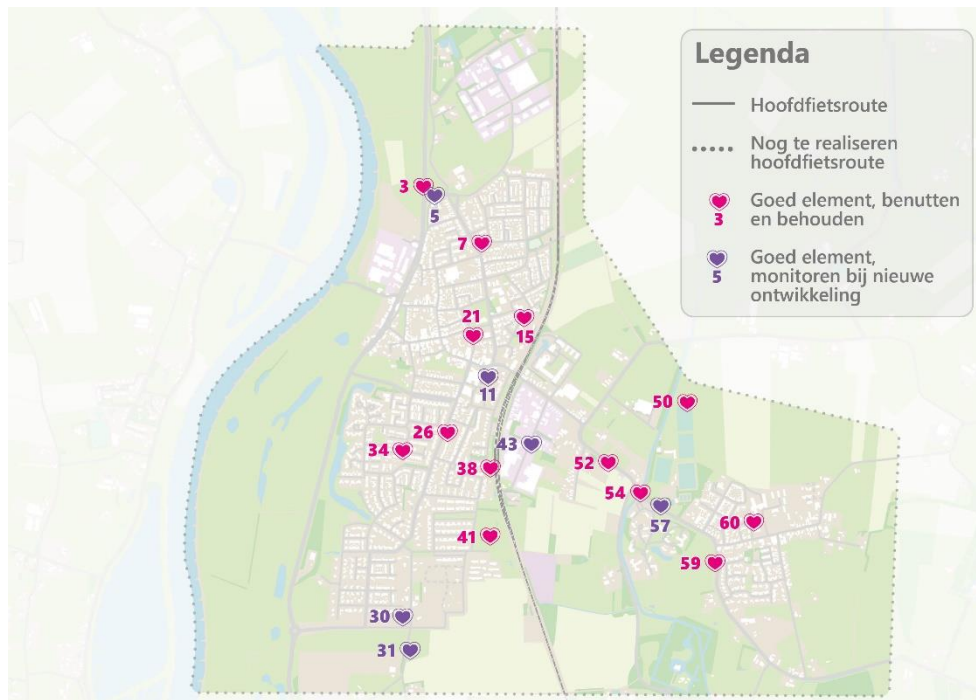 Legenda
Hoofdfietsroute
Nog te realiseren
hoofdfietsroute
Goed element, benutten
en behouden
3
Goed element,
monitoren bij nieuwe
ontwikkeling
5
3
5
7
21
15
11
50
26
34
43
38
52
54
57
60
41
59
30
31